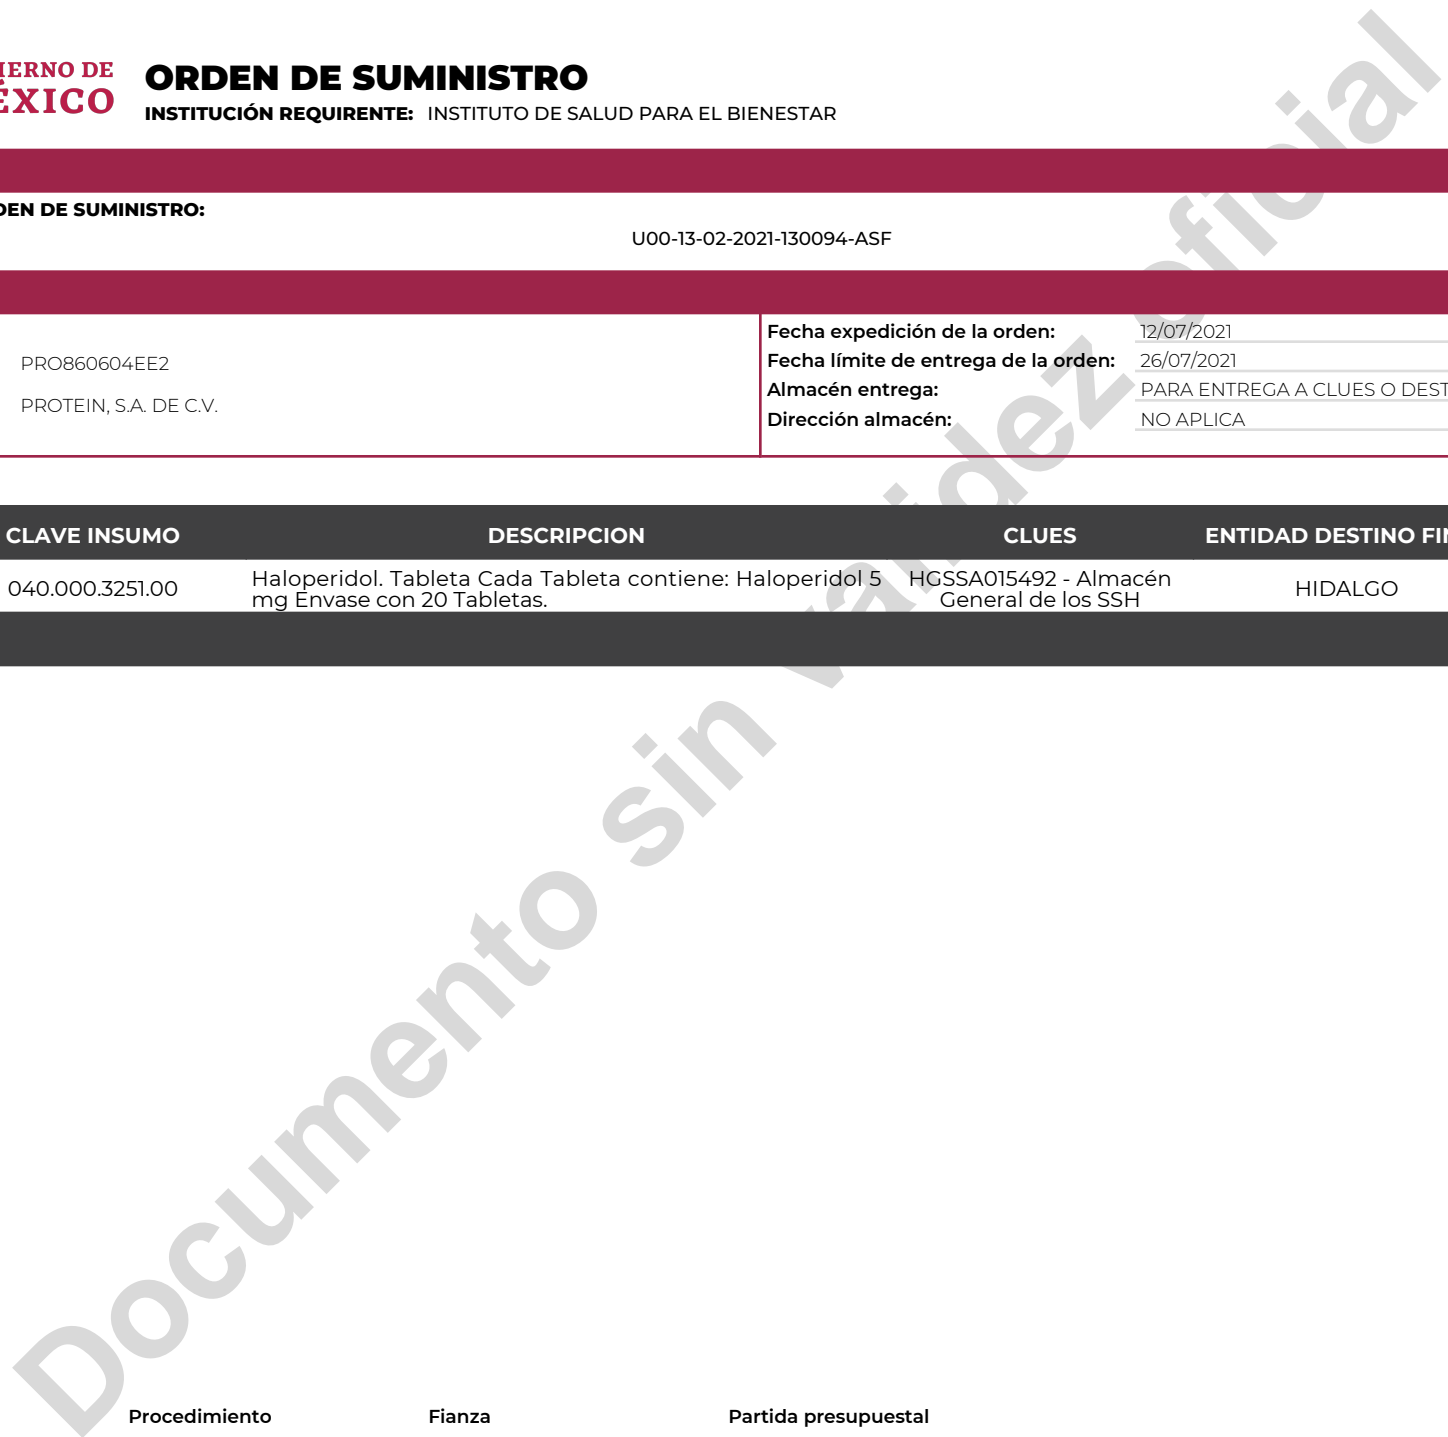 IERNO DE
ÉXICO
ORDEN DE SUMINISTRO
INSTITUCIÓN REQUIRENTE: INSTITUTO DE SALUD PARA EL BIENESTAR
DEN DE SUMINISTRO:
U00-13-02-2021-130094-ASF
PRO860604EE2
PROTEIN, S.A. DE C.V.
Fecha expedición de la orden: 12/07/2021
Fecha límite de entrega de la orden: 26/07/2021
Almacén entrega: PARA ENTREGA A CLUES O DEST
Dirección almacén: NO APLICA
CLAVE INSUMO DESCRIPCION CLUES ENTIDAD DESTINO FIN
040.000.3251.00
Haloperidol. Tableta Cada Tableta contiene: Haloperidol 5
mg Envase con 20 Tabletas.
HGSSA015492 - Almacén
General de los SSH
HIDALGO
Documento sin validez oficial
Procedimiento Fianza Partida presupuestal